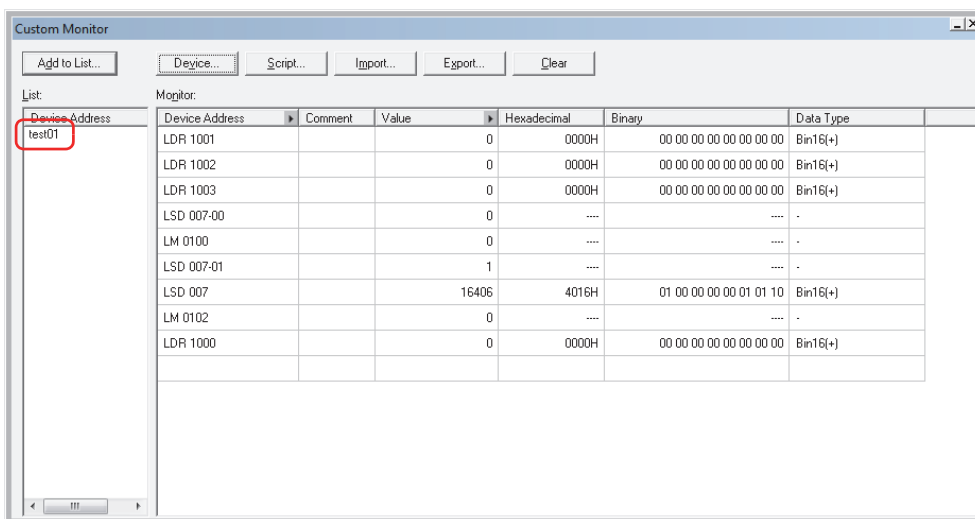 Custom Monitor
Add to List... Device... Script... Import... Export... Clear
List: Monitor:
Device Address Device Address Comment Value Hexadecimal Binary Data Type
test01 LDR 1001 0 0000H 00 00 00 00 00 00 00 00 Bin16(+)
LDR 1002 0 0000H 00 00 00 00 00 00 00 00 Bin16(+)
LDR 1003 0 0000H 00 00 00 00 00 00 00 00 Bin16(+)
LSD 007-00 0 ---- ---- -
LM 0100 0 ---- ---- -
LSD 007-01 1 ---- ---- -
LSD 007 16406 4016H 01 00 00 00 00 01 01 10 Bin16(+)
LM 0102 0 ---- ---- -
LDR 1000 0 0000H 00 00 00 00 00 00 00 00 Bin16(+)